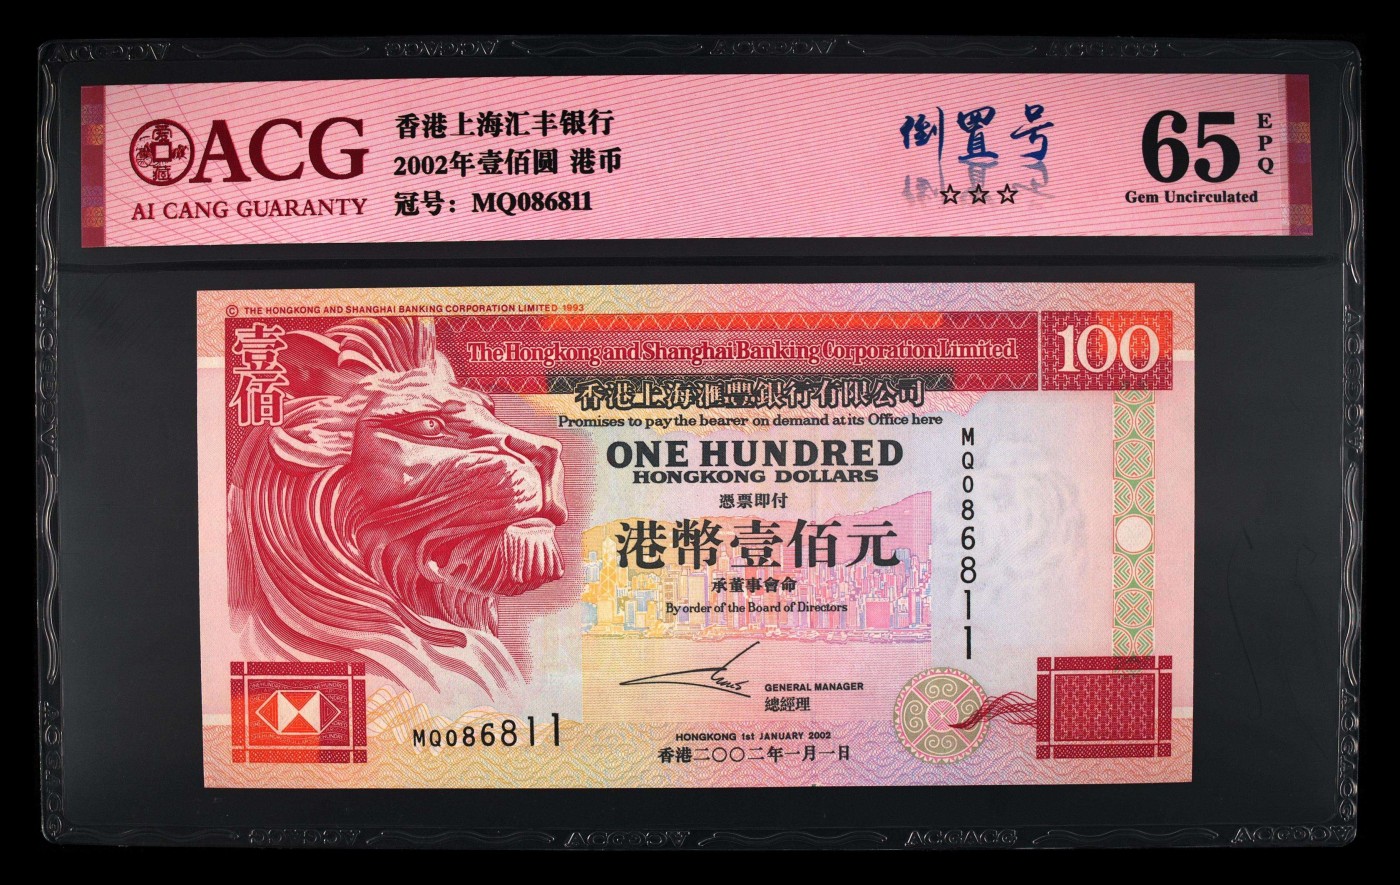 ACG
AI CANG GUARANTY
香港上海汇丰银行
2002年壹佰圆 港币
冠号：MQ086811
倒置号
☆☆☆
65
EPQ
Gem Uncirculated
© THE HONGKONG AND SHANGHAI BANKING CORPORATION LIMITED 1993
壹佰
The Hongkong and Shanghai Banking Corporation Limited
100
香港上海滙豐銀行有限公司
Promises to pay the bearer on demand at its Office here
ONE HUNDRED
HONGKONG DOLLARS
憑票即付
港幣壹佰元
承董事會命
By order of the Board of Directors
MQ086811
GENERAL MANAGER
總經理
MQ086811
HONGKONG 1st JANUARY 2002
香港二〇〇二年一月一日